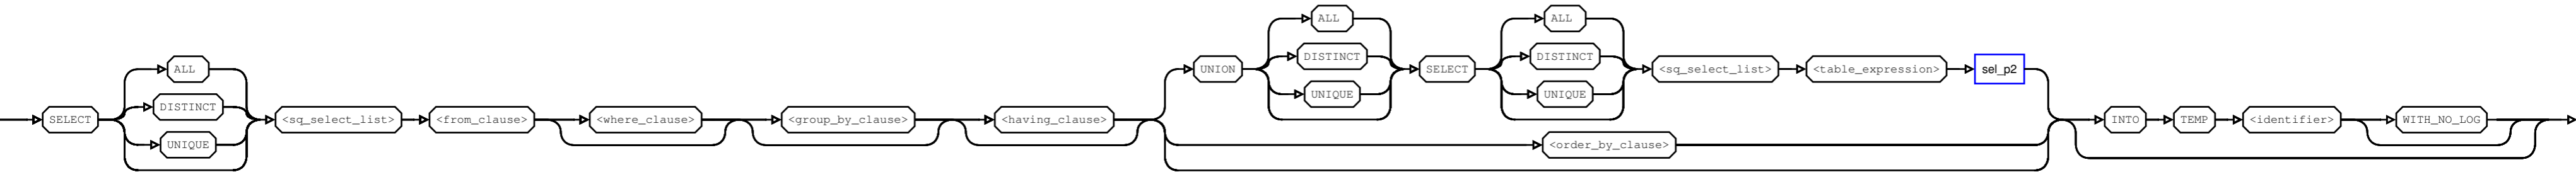 SELECT
ALL
DISTINCT
UNIQUE
<sq_select_list>
<from_clause>
<where_clause>
<group_by_clause>
<having_clause>
UNION
ALL
DISTINCT
UNIQUE
SELECT
ALL
DISTINCT
UNIQUE
<sq_select_list>
<table_expression>
sel_p2
<order_by_clause>
INTO
TEMP
<identifier>
WITH_NO_LOG